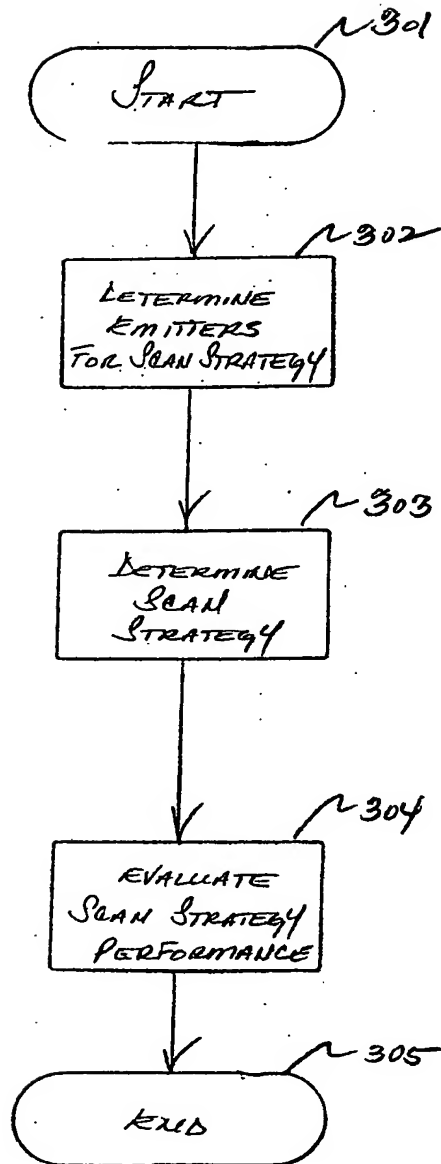 301
START
302
DETERMINE
EMITTERS
FOR SCAN STRATEGY
303
DETERMINE
SCAN
STRATEGY
304
EVALUATE
SCAN STRATEGY
PERFORMANCE
305
END